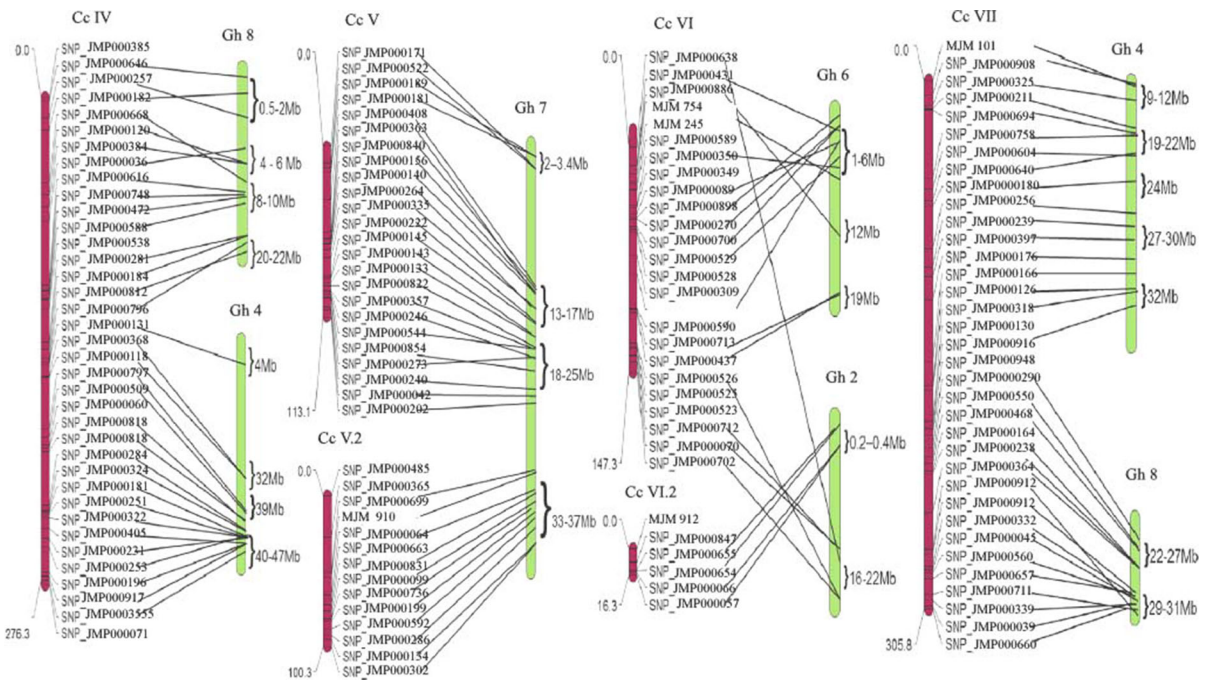 Cc IV
0.0
SNP_JMP000385
SNP_JMP000646
SNP_JMP000257
SNP_JMP000182
SNP_JMP000668
SNP_JMP000120
SNP_JMP000384
SNP_JMP000036
SNP_JMP000616
SNP_JMP000748
SNP_JMP000472
SNP_JMP000588
SNP_JMP000538
SNP_JMP000281
SNP_JMP000184
SNP_JMP000812
SNP_JMP000796
SNP_JMP000131
SNP_JMP000368
SNP_JMP000118
SNP_JMP000797
SNP_JMP000509
SNP_JMP000060
SNP_JMP000818
SNP_JMP000818
SNP_JMP000284
SNP_JMP000324
SNP_JMP000181
SNP_JMP000251
SNP_JMP000322
SNP_JMP000405
SNP_JMP000231
SNP_JMP000253
SNP_JMP000196
SNP_JMP000917
SNP_JMP0003555
SNP_JMP000071
276.3
Gh 8
0.5-2Mb
4 - 6 Mb
8-10Mb
20-22Mb
Gh 4
4Mb
32Mb
39Mb
40-47Mb
Cc V
0.0
SNP_JMP000171
SNP_JMP000522
SNP_JMP000189
SNP_JMP000181
SNP_JMP000408
SNP_JMP000363
SNP_JMP000840
SNP_JMP000156
SNP_JMP000140
SNP_JMP000264
SNP_JMP000335
SNP_JMP000222
SNP_JMP000145
SNP_JMP000143
SNP_JMP000133
SNP_JMP000822
SNP_JMP000357
SNP_JMP000246
SNP_JMP000544
SNP_JMP000854
SNP_JMP000273
SNP_JMP000240
SNP_JMP000042
SNP_JMP000202
113.1
Cc V.2
0.0
SNP_JMP000485
SNP_JMP000365
SNP_JMP000699
MJM 910
SNP_JMP000064
SNP_JMP000663
SNP_JMP000831
SNP_JMP000099
SNP_JMP000736
SNP_JMP000199
SNP_JMP000592
SNP_JMP000286
SNP_JMP000154
SNP_JMP000302
100.3
Gh 7
2–3.4Mb
13-17Mb
18-25Mb
33-37Mb
Cc VI
0.0
SNP_JMP000638
SNP_JMP000431
SNP_JMP000886
MJM 754
MJM 245
SNP_JMP000589
SNP_JMP000350
SNP_JMP000349
SNP_JMP000089
SNP_JMP000898
SNP_JMP000270
SNP_JMP000700
SNP_JMP000529
SNP_JMP000528
SNP_JMP000309
SNP_JMP000590
SNP_JMP000713
SNP_JMP000437
SNP_JMP000526
SNP_JMP000525
SNP_JMP000523
SNP_JMP000712
SNP_JMP000070
SNP_JMP000702
147.3
Cc VI.2
0.0
MJM 912
SNP_JMP000847
SNP_JMP000655
SNP_JMP000654
SNP_JMP000066
SNP_JMP000057
16.3
Gh 6
1-6Mb
12Mb
19Mb
Gh 2
0.2–0.4Mb
16-22Mb
Cc VII
0.0
MJM 101
SNP_JMP000908
SNP_JMP000325
SNP_JMP000211
SNP_JMP000694
SNP_JMP000758
SNP_JMP000604
SNP_JMP000640
SNP_JMP0000180
SNP_JMP000256
SNP_JMP000239
SNP_JMP000397
SNP_JMP000176
SNP_JMP000166
SNP_JMP000126
SNP_JMP000318
SNP_JMP000130
SNP_JMP000916
SNP_JMP000948
SNP_JMP0000290
SNP_JMP000550
SNP_JMP000468
SNP_JMP000164
SNP_JMP000238
SNP_JMP000364
SNP_JMP000912
SNP_JMP000912
SNP_JMP000332
SNP_JMP000045
SNP_JMP000560
SNP_JMP000657
SNP_JMP000711
SNP_JMP000339
SNP_JMP000039
SNP_JMP000660
305.8
Gh 4
9-12Mb
19-22Mb
24Mb
27-30Mb
32Mb
Gh 8
22-27Mb
29-31Mb